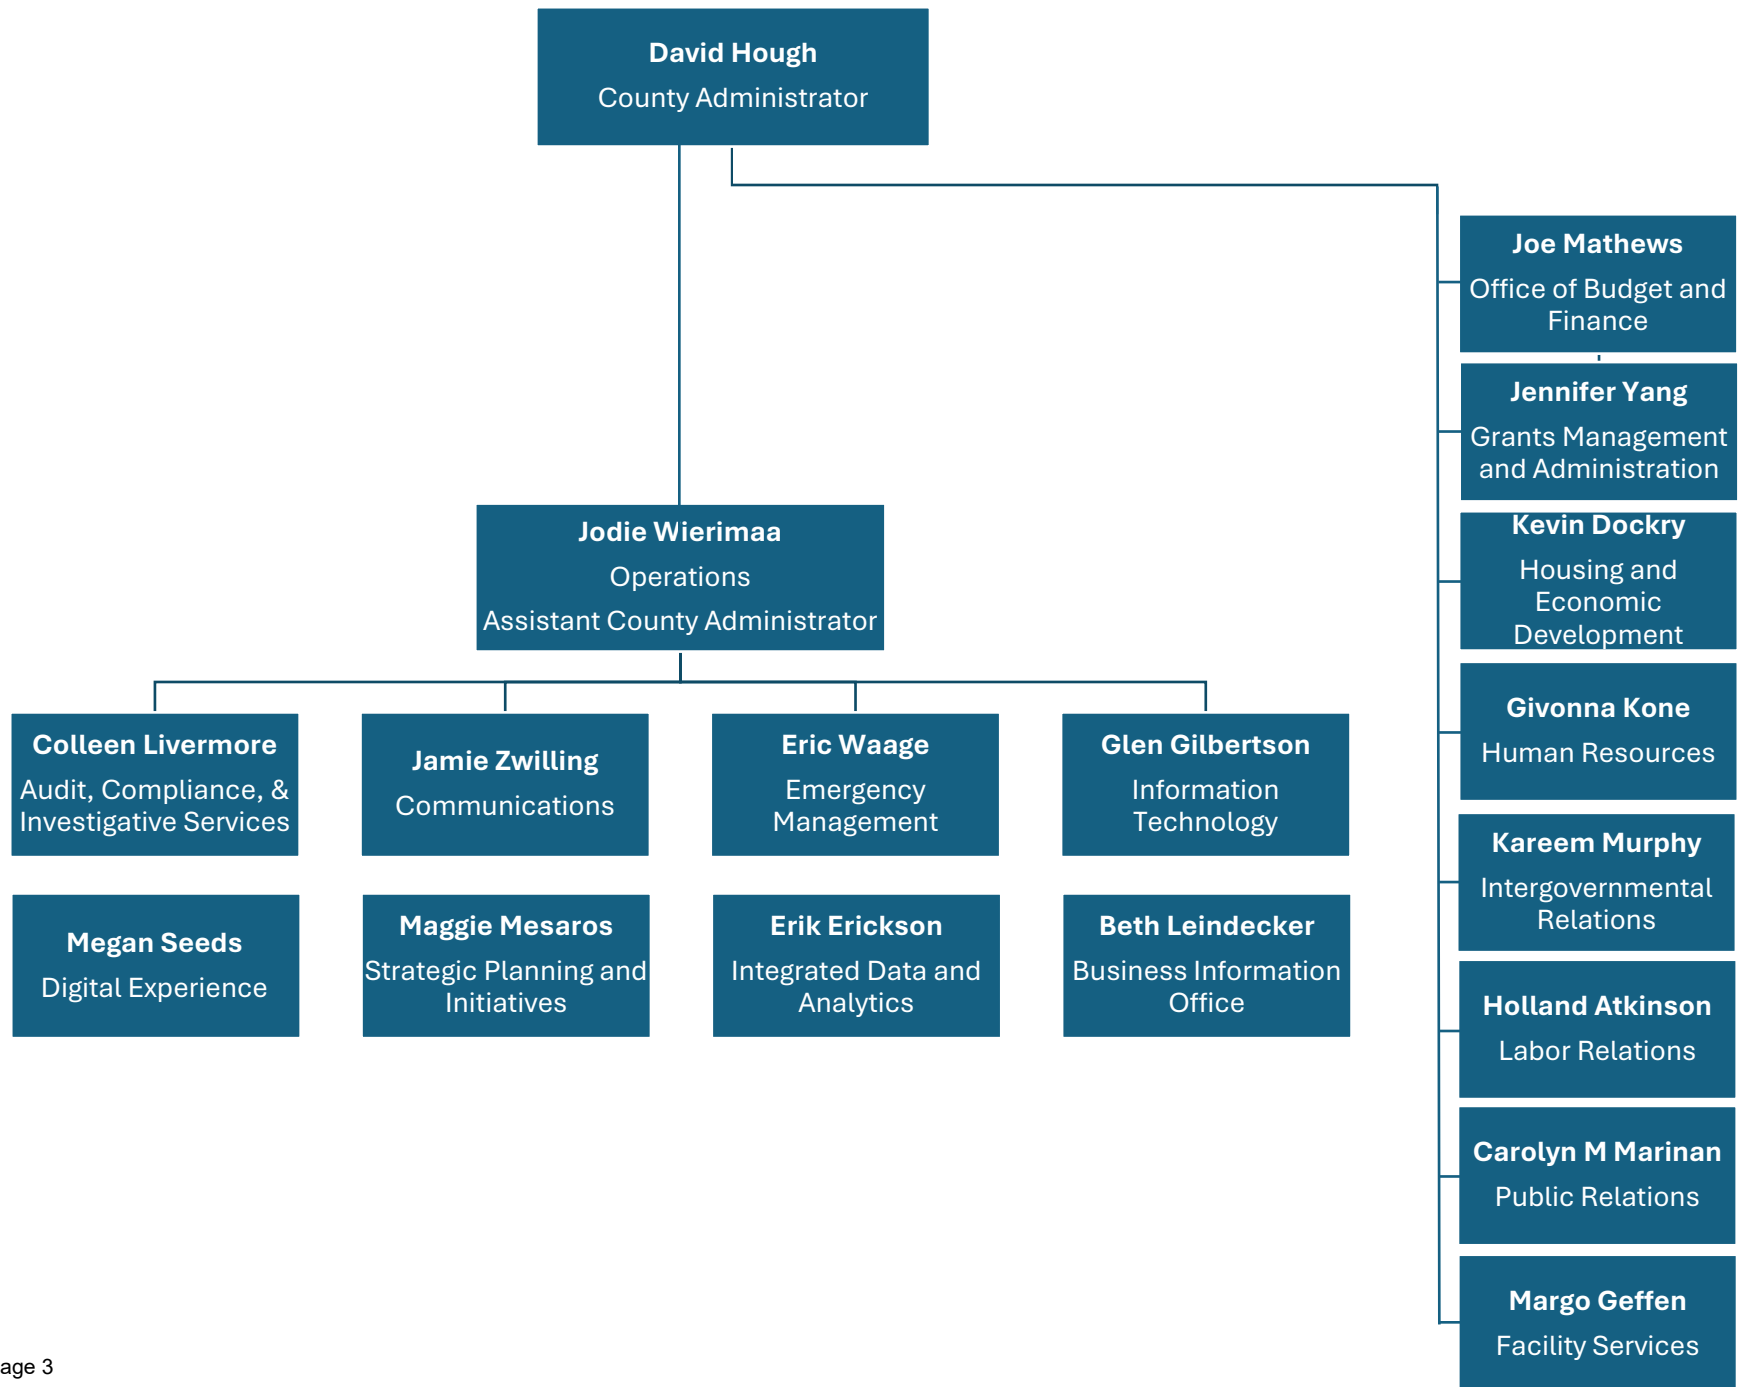 David Hough
County Administrator
Joe Mathews
Office of Budget and
Finance
Jennifer Yang
Grants Management
and Administration
Kevin Dockry
Housing and
Economic
Development
Jodie Wierimaa
Operations
Assistant County Administrator
Givonna Kone
Human Resources
Colleen Livermore
Audit, Compliance, &
Investigative Services
Jamie Zwilling
Communications
Eric Waage
Emergency
Management
Glen Gilbertson
Information
Technology
Kareem Murphy
Intergovernmental
Relations
Megan Seeds
Digital Experience
Maggie Mesaros
Strategic Planning and
Initiatives
Erik Erickson
Integrated Data and
Analytics
Beth Leindecker
Business Information
Office
Holland Atkinson
Labor Relations
Carolyn M Marinan
Public Relations
Margo Geffen
Facility Services
age 3